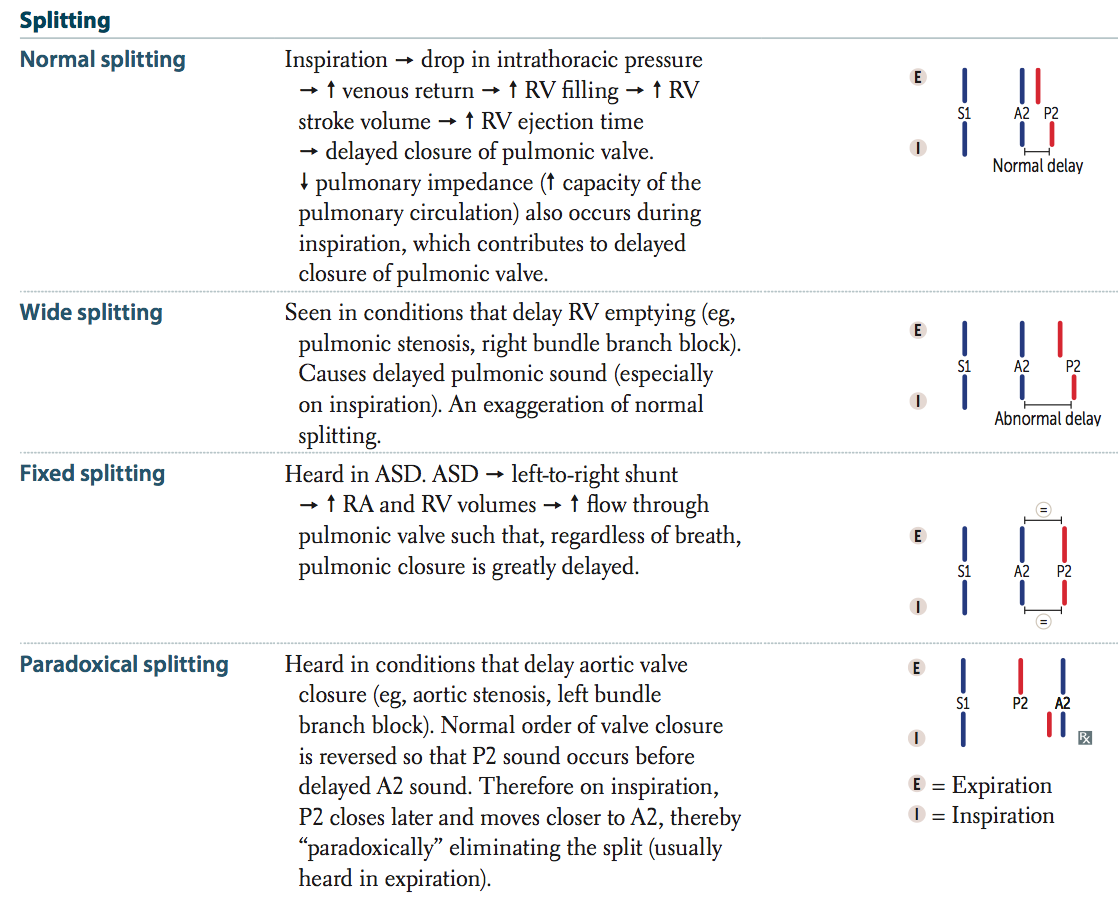 Splitting
Normal splitting
Inspiration → drop in intrathoracic pressure
→ ↑ venous return → ↑ RV filling → ↑ RV
stroke volume → ↑ RV ejection time
→ delayed closure of pulmonic valve.
↓ pulmonary impedance (↑ capacity of the
pulmonary circulation) also occurs during
inspiration, which contributes to delayed
closure of pulmonic valve.
E
S1 A2 P2
I
Normal delay
Wide splitting
Seen in conditions that delay RV emptying (eg,
pulmonic stenosis, right bundle branch block).
Causes delayed pulmonic sound (especially
on inspiration). An exaggeration of normal
splitting.
E
S1 A2 P2
I
Abnormal delay
Fixed splitting
Heard in ASD. ASD → left-to-right shunt
→ ↑ RA and RV volumes → ↑ flow through
pulmonic valve such that, regardless of breath,
pulmonic closure is greatly delayed.
=
E
S1 A2 P2
I
=
Paradoxical splitting
Heard in conditions that delay aortic valve
closure (eg, aortic stenosis, left bundle
branch block). Normal order of valve closure
is reversed so that P2 sound occurs before
delayed A2 sound. Therefore on inspiration,
P2 closes later and moves closer to A2, thereby
“paradoxically” eliminating the split (usually
heard in expiration).
E
S1 P2 A2
I
℞
E = Expiration
I = Inspiration